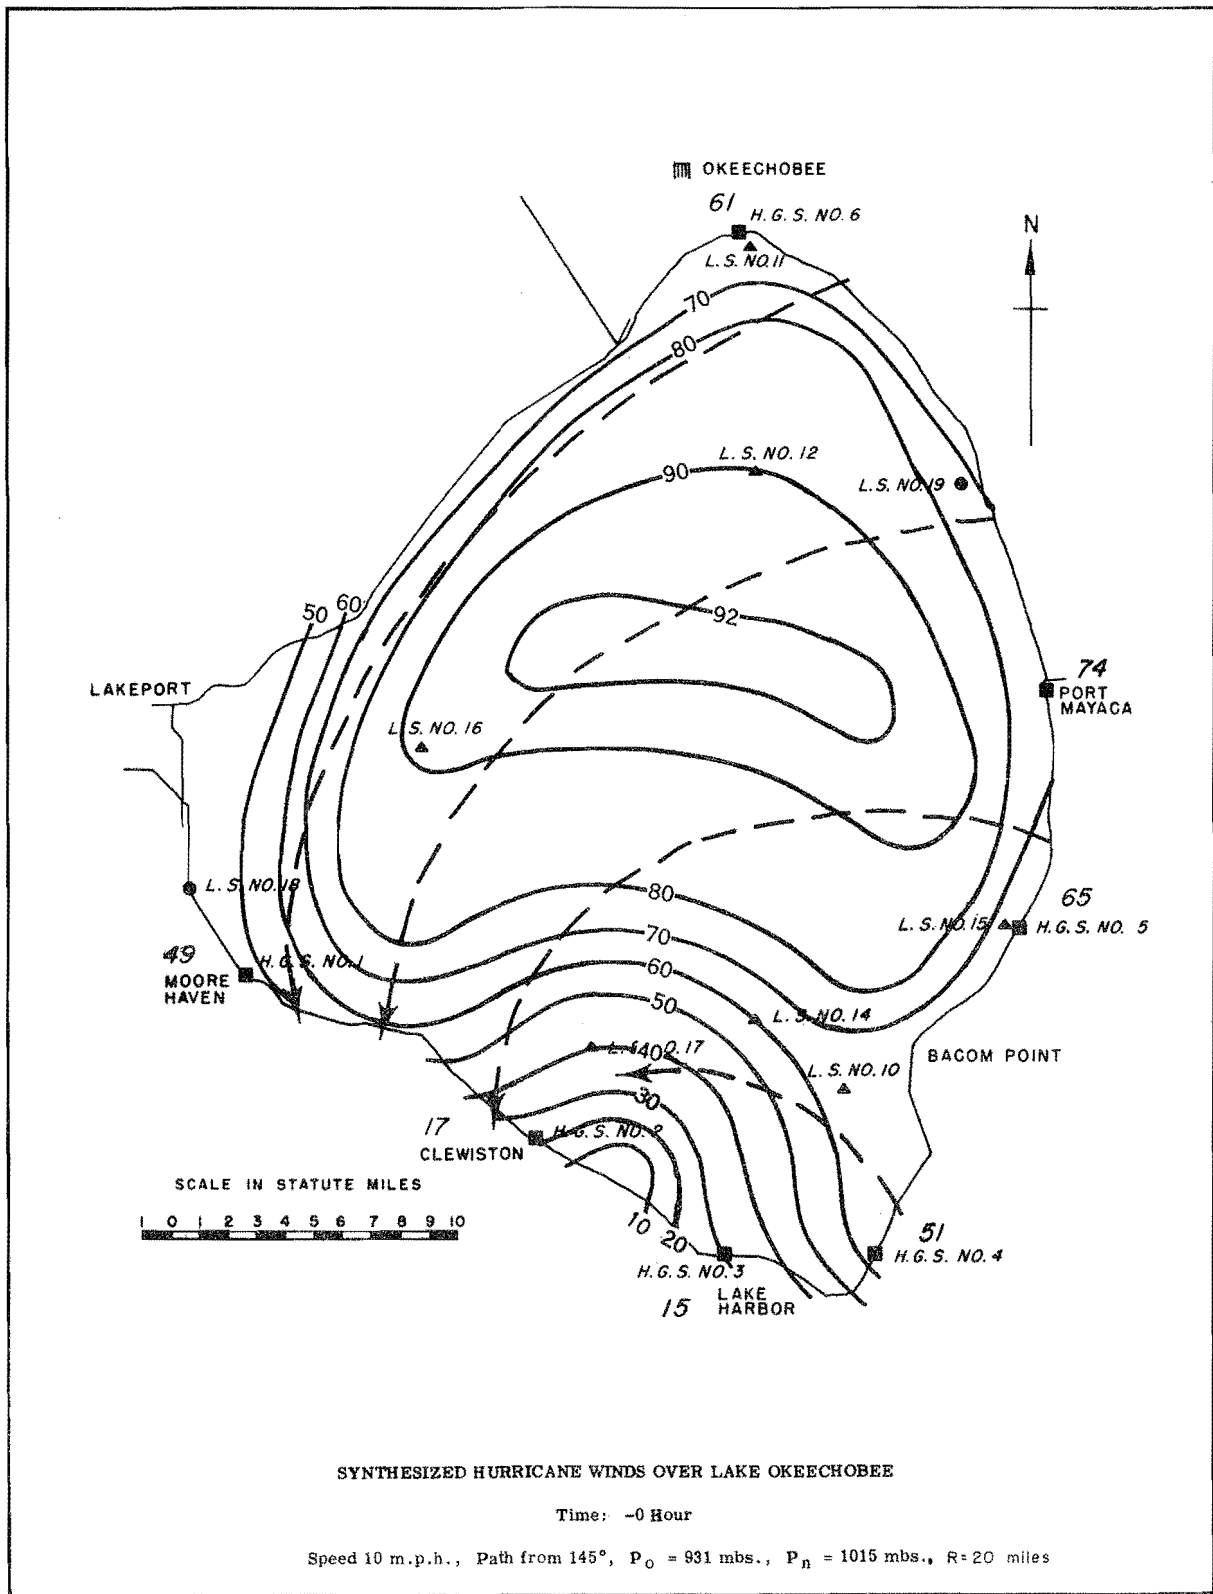 OKEECHOBEE
61
H. G. S. NO. 6
N
L. S. NO. 11
70
80
L. S. NO. 12
90
L. S. NO. 19
50
60
92
74
LAKEPORT
PORT
MAYACA
L. S. NO. 16
L. S. NO. 18
80
65
L. S. NO. 15
H. G. S. NO. 5
70
49
H. G. S. NO. 1
MOORE
HAVEN
60
50
L. S. NO. 14
40
L. S. NO. 17
BACOM POINT
L. S. NO. 10
30
17
H. G. S. NO. 2
CLEWISTON
SCALE IN STATUTE MILES
1 0 1 2 3 4 5 6 7 8 9 10
10
20
51
H. G. S. NO. 4
H. G. S. NO. 3
15
LAKE
HARBOR
SYNTHESIZED HURRICANE WINDS OVER LAKE OKEECHOBEE
Time: -0 Hour
Speed 10 m.p.h., Path from 145°, Po = 931 mbs., Pn = 1015 mbs., R= 20 miles